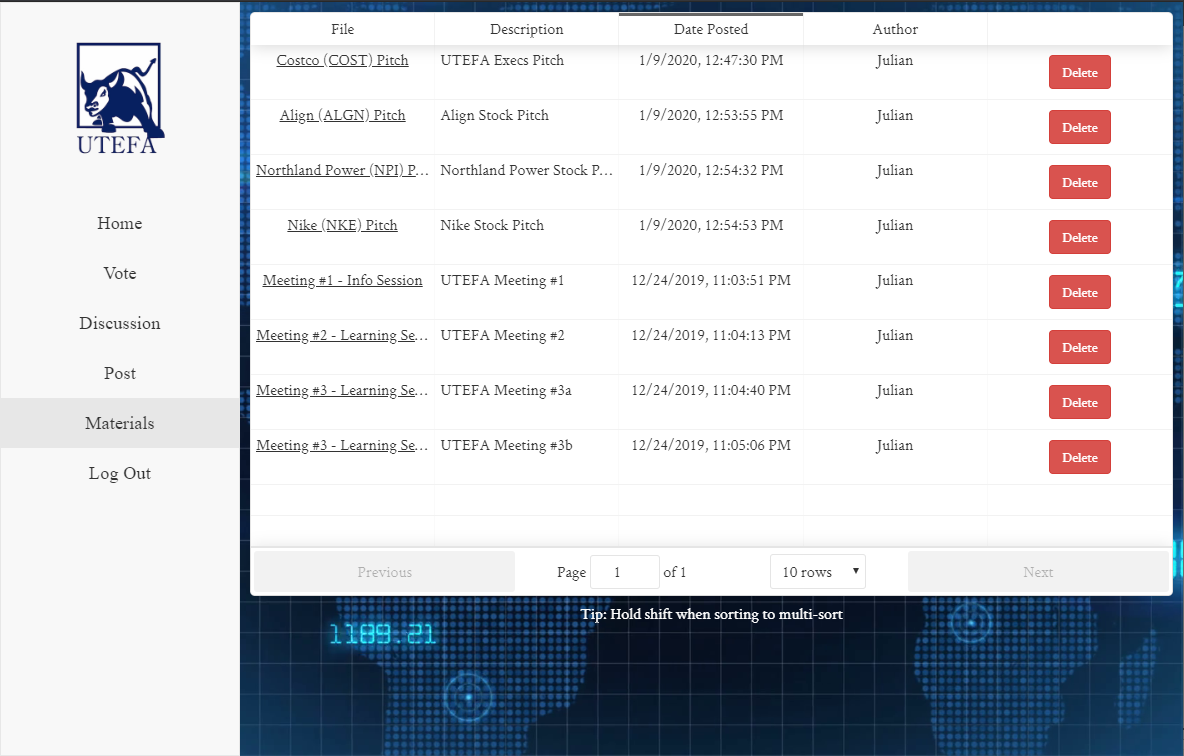 UTEFA
Home
Vote
Discussion
Post
Materials
Log Out
File Description Date Posted Author
Costco (COST) Pitch UTEFA Execs Pitch 1/9/2020, 12:47:30 PM Julian Delete
Align (ALGN) Pitch Align Stock Pitch 1/9/2020, 12:53:55 PM Julian Delete
Northland Power (NPI) P... Northland Power Stock P... 1/9/2020, 12:54:32 PM Julian Delete
Nike (NKE) Pitch Nike Stock Pitch 1/9/2020, 12:54:53 PM Julian Delete
Meeting #1 - Info Session UTEFA Meeting #1 12/24/2019, 11:03:51 PM Julian Delete
Meeting #2 - Learning Se... UTEFA Meeting #2 12/24/2019, 11:04:13 PM Julian Delete
Meeting #3 - Learning Se... UTEFA Meeting #3a 12/24/2019, 11:04:40 PM Julian Delete
Meeting #3 - Learning Se... UTEFA Meeting #3b 12/24/2019, 11:05:06 PM Julian Delete
Previous Page 1 of 1 10 rows Next
Tip: Hold shift when sorting to multi-sort
1189.21